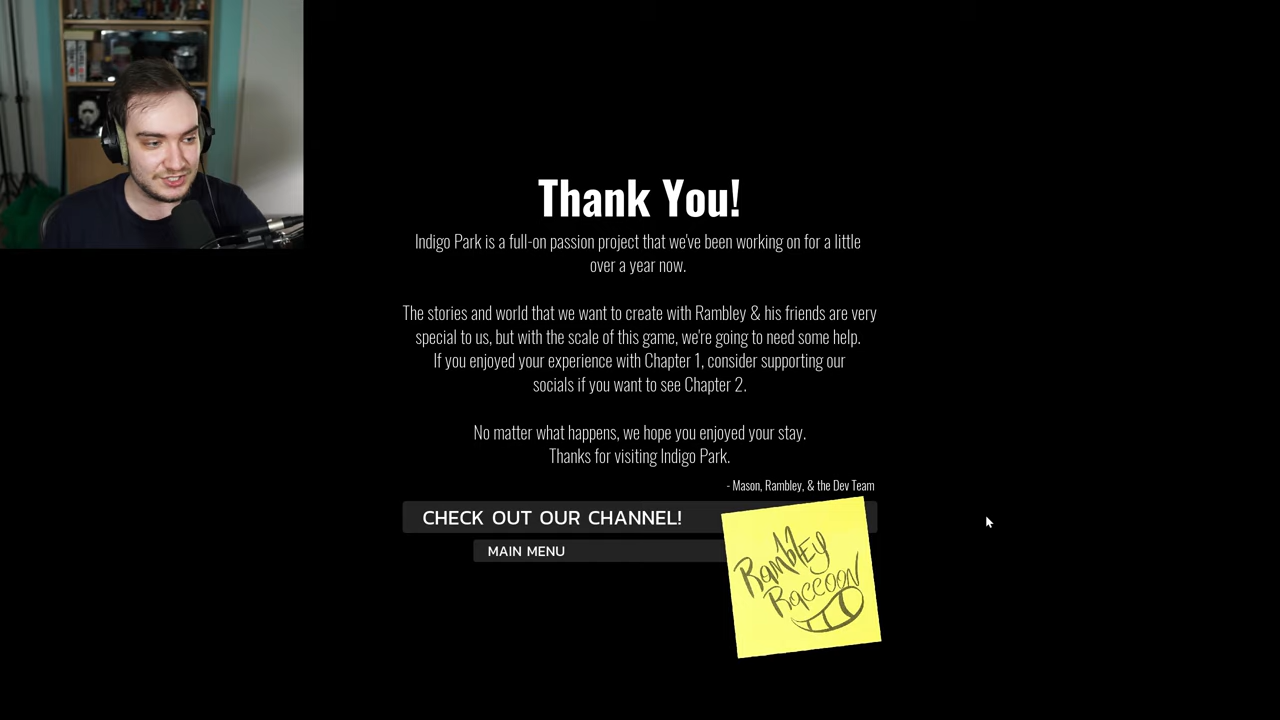 Thank You!
Indigo Park is a full-on passion project that we've been working on for a little
over a year now.
The stories and world that we want to create with Rambley & his friends are very
special to us, but with the scale of this game, we're going to need some help.
If you enjoyed your experience with Chapter 1, consider supporting our
socials if you want to see Chapter 2.
No matter what happens, we hope you enjoyed your stay.
Thanks for visiting Indigo Park.
- Mason, Rambley, & the Dev Team
CHECK OUT OUR CHANNEL!
MAIN MENU
Rambley
Raccoon